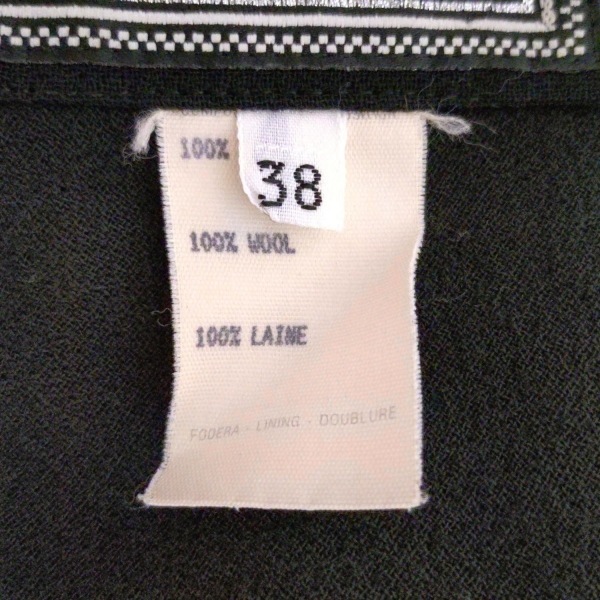 100%
38
100% WOOL
100% LAINE
FODERA - LINING - DOUBLURE